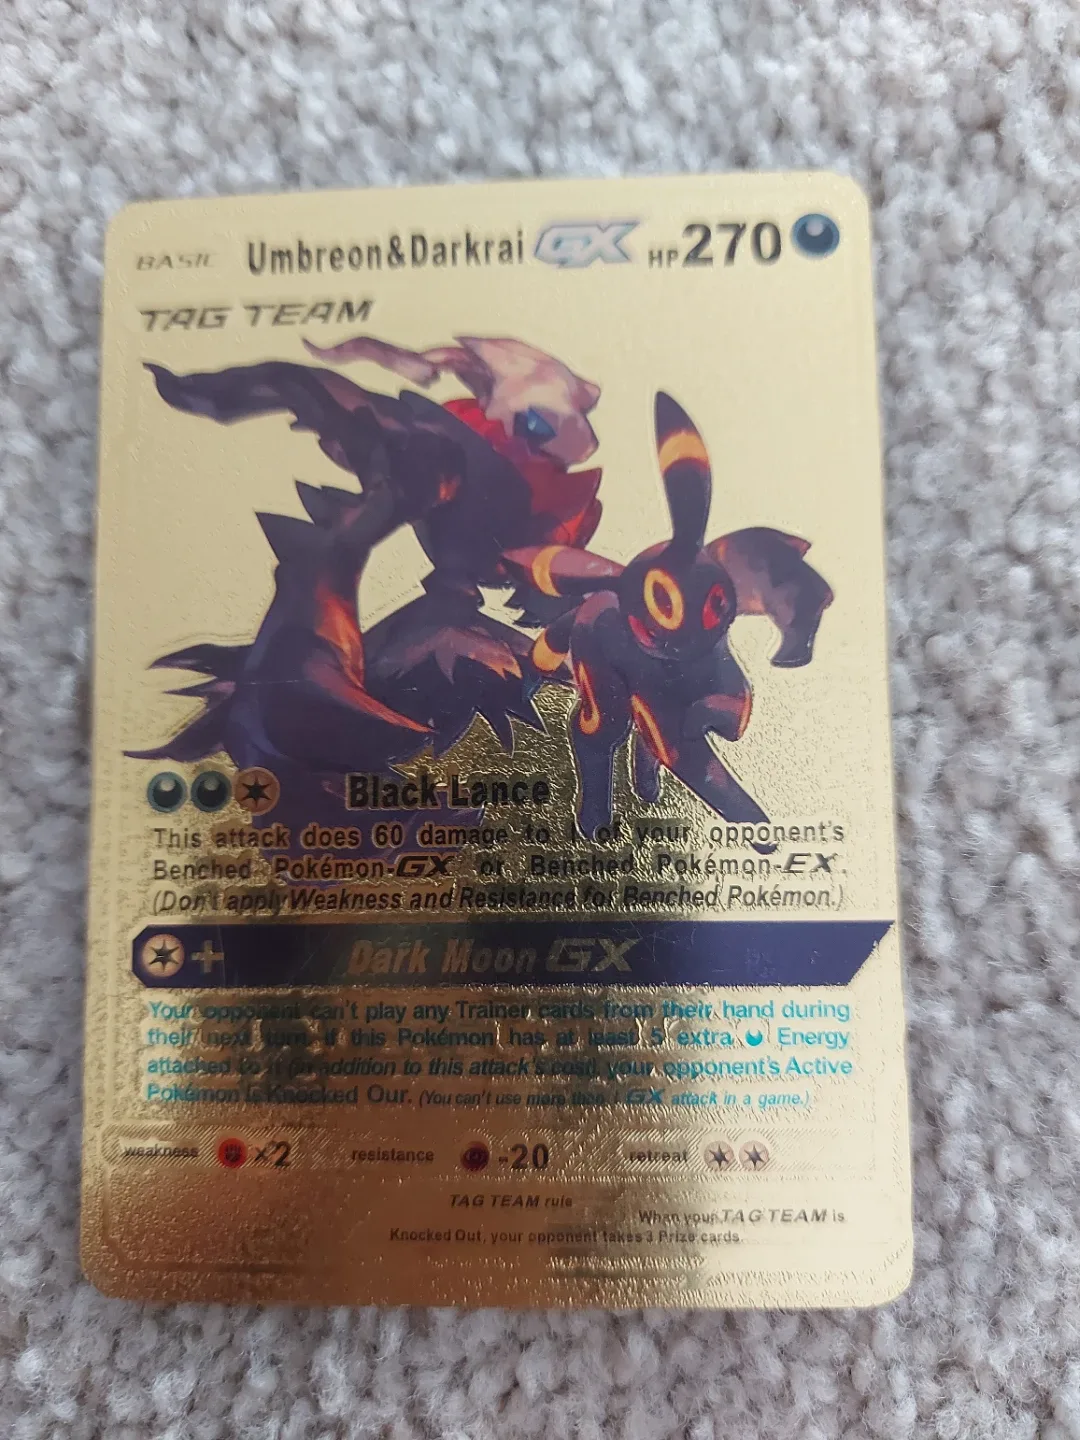 BASIC Umbreon&Darkrai GX HP 270
TAG TEAM
Black Lance
This attack does 60 damage to 1 of your opponent's
Benched Pokémon-GX or Benched Pokémon-EX.
(Don't apply Weakness and Resistance for Benched Pokémon.)
+ Dark Moon GX
Your opponent can't play any Trainer cards from their hand during
their next turn. if this Pokémon has at least 5 extra Energy
attached to it (in addition to this attack's cost), your opponent's Active
Pokémon is Knocked Our. (You can't use more than 1 GX attack in a game.)
weakness ×2 resistance -20 retreat
TAG TEAM rule
When your TAG TEAM is
Knocked Out, your opponent takes 3 Prize cards